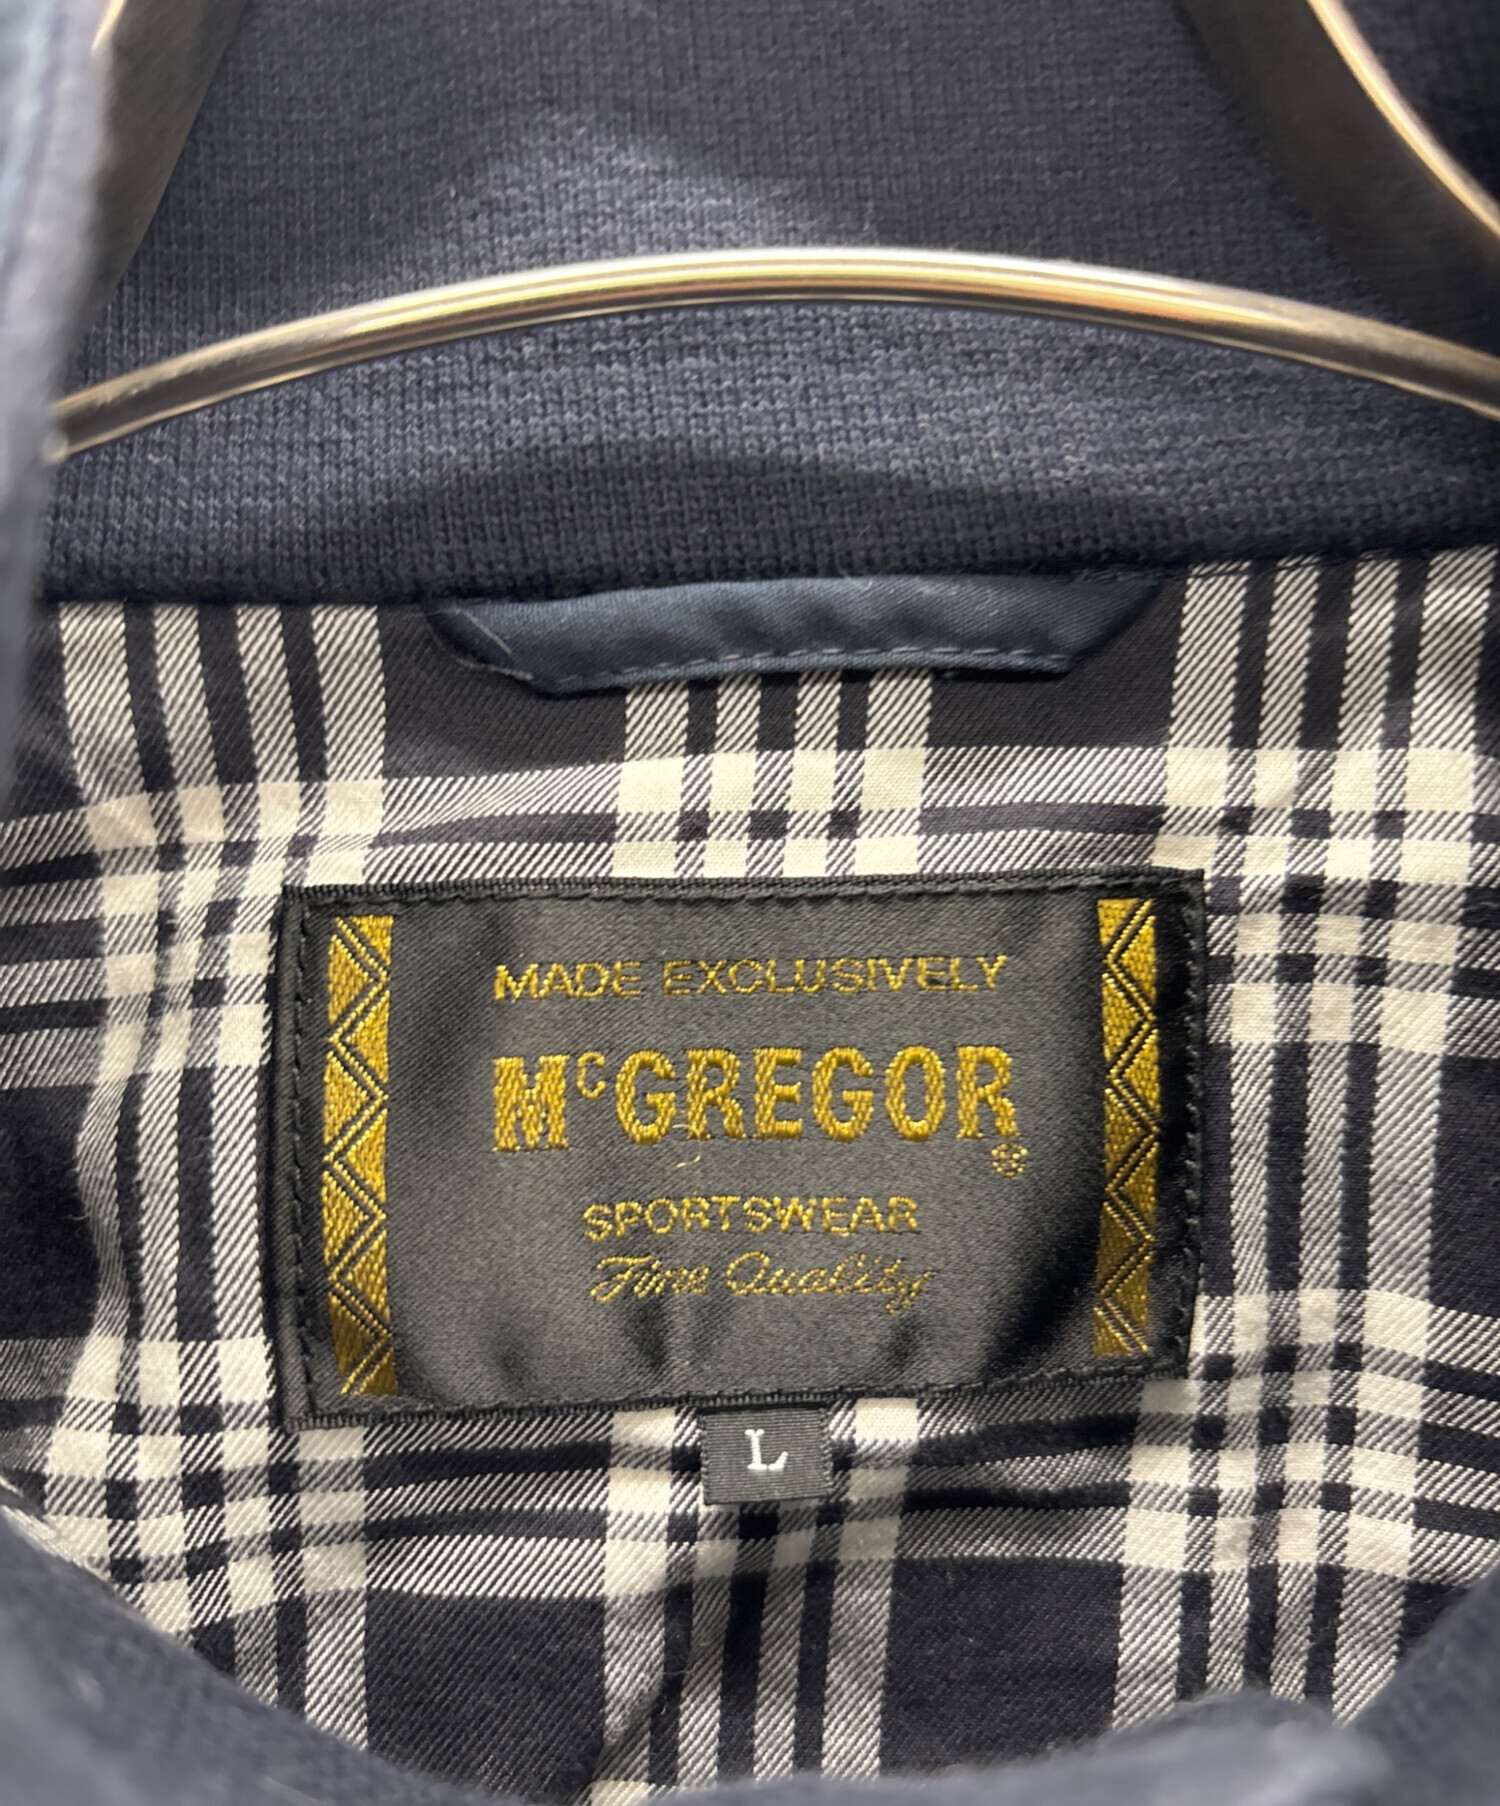 MADE EXCLUSIVELY
McGREGOR®
SPORTSWEAR
Fine Quality
L